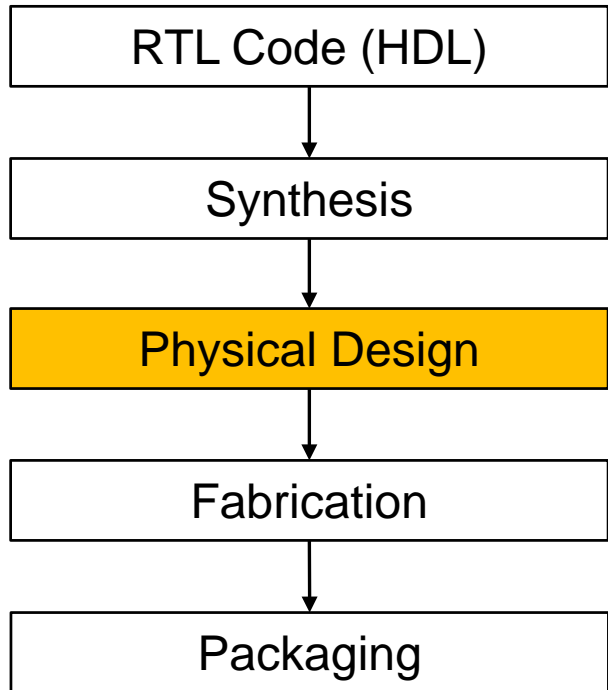 RTL Code (HDL)
Synthesis
Physical Design
Fabrication
Packaging